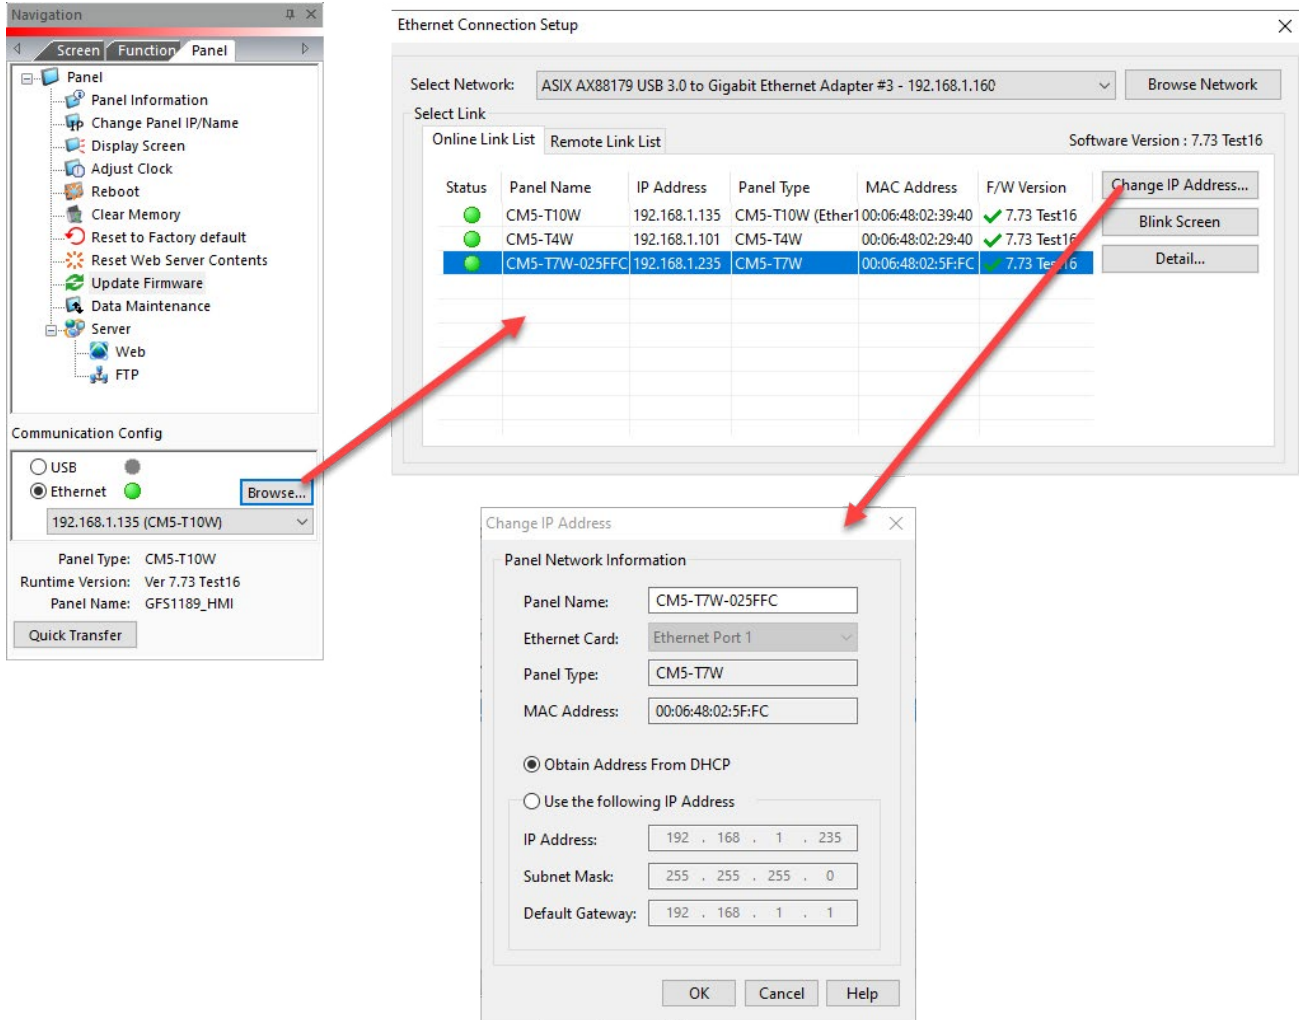 Navigation
Screen Function Panel
Panel
Panel Information
Change Panel IP/Name
Display Screen
Adjust Clock
Reboot
Clear Memory
Reset to Factory default
Reset Web Server Contents
Update Firmware
Data Maintenance
Server
Web
FTP
Communication Config
USB
Ethernet Browse...
192.168.1.135 (CM5-T10W)
Panel Type: CM5-T10W
Runtime Version: Ver 7.73 Test16
Panel Name: GFS1189_HMI
Quick Transfer
Ethernet Connection Setup
Select Network: ASIX AX88179 USB 3.0 to Gigabit Ethernet Adapter #3 - 192.168.1.160 Browse Network
Select Link
Online Link List Remote Link List Software Version : 7.73 Test16
Status Panel Name IP Address Panel Type MAC Address F/W Version Change IP Address...
CM5-T10W 192.168.1.135 CM5-T10W (Ether1 00:06:48:02:39:40 7.73 Test16
Blink Screen
CM5-T4W 192.168.1.101 CM5-T4W 00:06:48:02:29:40 7.73 Test16
CM5-T7W-025FFC 192.168.1.235 CM5-T7W 00:06:48:02:5F:FC 7.73 Test16
Detail...
Change IP Address
Panel Network Information
Panel Name: CM5-T7W-025FFC
Ethernet Card: Ethernet Port 1
Panel Type: CM5-T7W
MAC Address: 00:06:48:02:5F:FC
Obtain Address From DHCP
Use the following IP Address
IP Address: 192 . 168 . 1 . 235
Subnet Mask: 255 . 255 . 255 . 0
Default Gateway: 192 . 168 . 1 . 1
OK Cancel Help